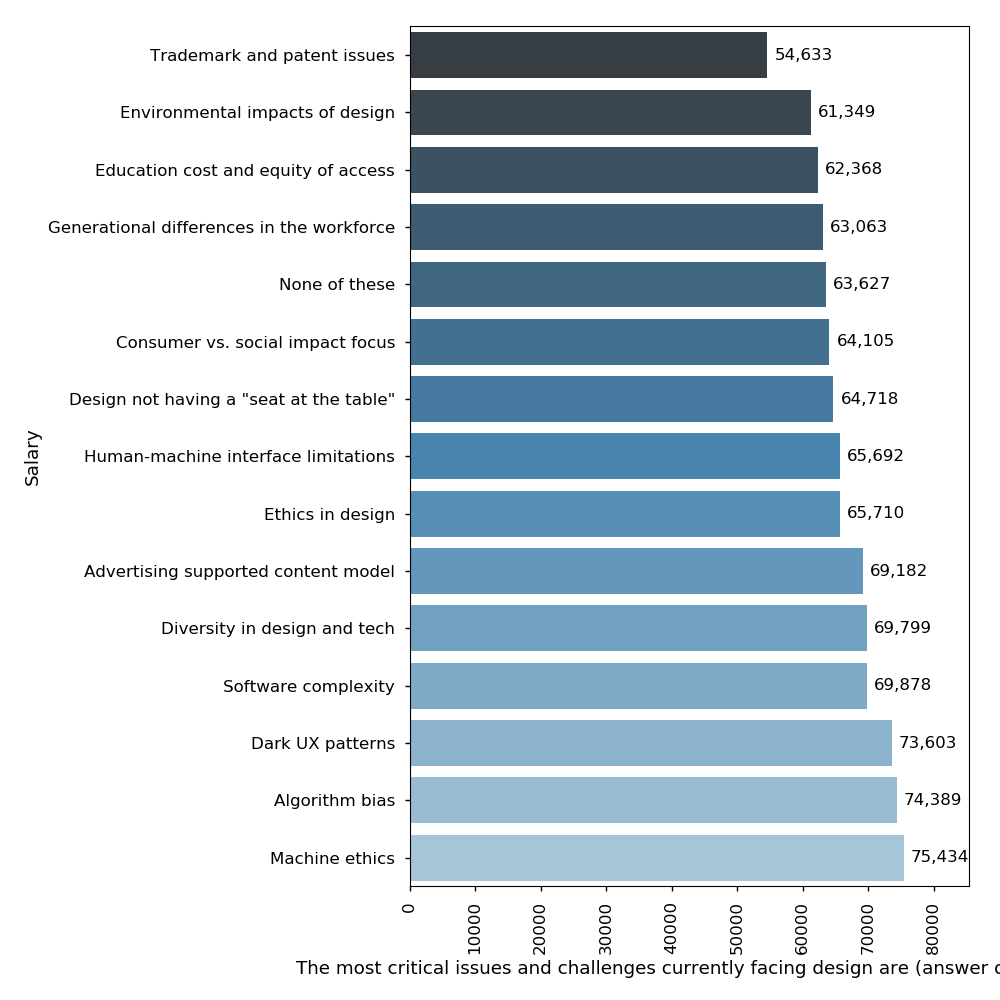 Trademark and patent issues 54,633
Environmental impacts of design 61,349
Education cost and equity of access 62,368
Generational differences in the workforce 63,063
None of these 63,627
Consumer vs. social impact focus 64,105
Design not having a "seat at the table" 64,718
Human-machine interface limitations 65,692
Ethics in design 65,710
Advertising supported content model 69,182
Diversity in design and tech 69,799
Software complexity 69,878
Dark UX patterns 73,603
Algorithm bias 74,389
Machine ethics 75,434
Salary
0 10000 20000 30000 40000 50000 60000 70000 80000
The most critical issues and challenges currently facing design are (answer